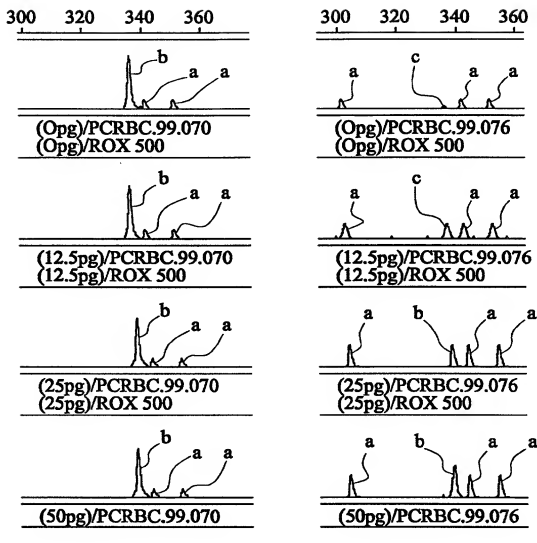 300 320 340 360
b a a
(Opg)/PCRBC.99.070
(Opg)/ROX 500
b a a
(12.5pg)/PCRBC.99.070
(12.5pg)/ROX 500
b a a
(25pg)/PCRBC.99.070
(25pg)/ROX 500
b a a
(50pg)/PCRBC.99.070
300 320 340 360
a c a a
(Opg)/PCRBC.99.076
(Opg)/ROX 500
a c a a
(12.5pg)/PCRBC.99.076
(12.5pg)/ROX 500
a b a a
(25pg)/PCRBC.99.076
(25pg)/ROX 500
a b a a
(50pg)/PCRBC.99.076